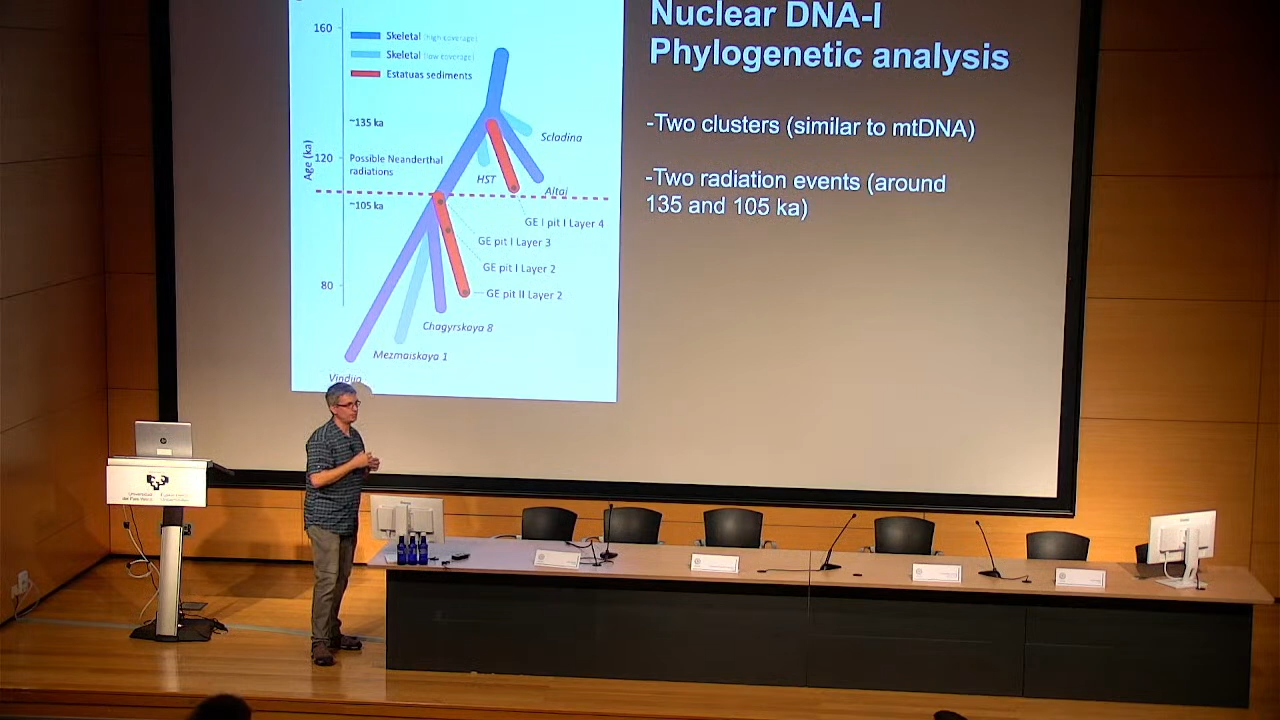 Nuclear DNA-I
Phylogenetic analysis
-Two clusters (similar to mtDNA)
-Two radiation events (around
135 and 105 ka)
160
Skeletal (high coverage)
Skeletal (low coverage)
Estatuas sediments
~135 ka
Age (ka)
120
Possible Neanderthal
radiations
~105 ka
80
Scladina
HST
Altai
GE I pit I Layer 4
GE pit I Layer 3
GE pit I Layer 2
GE pit II Layer 2
Chagyrskaya 8
Mezmaiskaya 1
Vindija
Universidad
del País Vasco